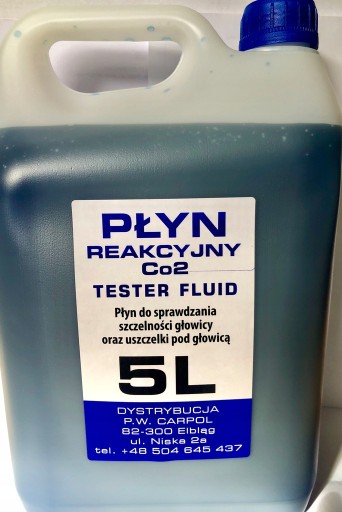 PŁYN
REAKCYJNY
Co2
TESTER FLUID
Płyn do sprawdzania
szczelności głowicy
oraz uszczelki pod głowicą
5L
DYSTRYBUCJA
P.W. CARPOL
82-300 Elbląg
ul. Niska 2a
tel. +48 504 645 437